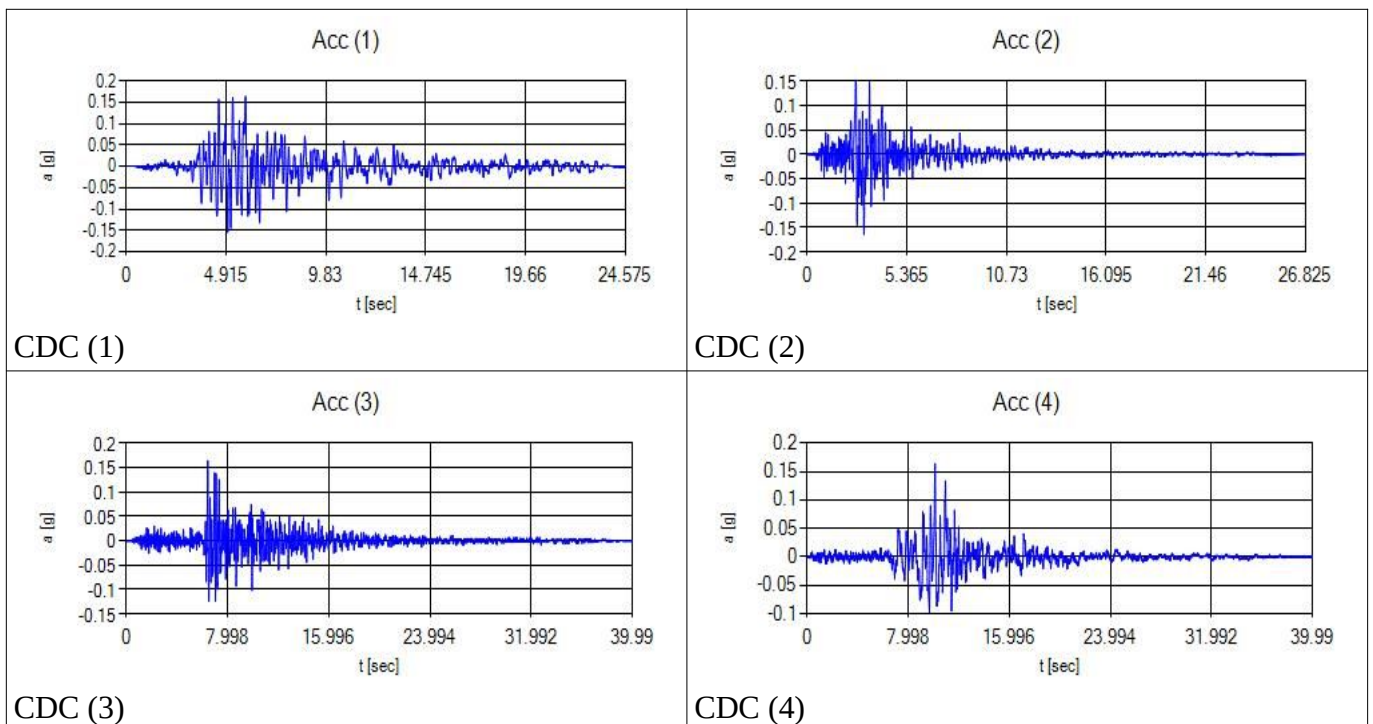 Acc (1)
0.2
0.15
0.1
0.05
0
-0.05
-0.1
-0.15
-0.2
a [g]
0 4.915 9.83 14.745 19.66 24.575
t [sec]
CDC (1)
Acc (2)
0.15
0.1
0.05
0
-0.05
-0.1
-0.15
-0.2
a [g]
0 5.365 10.73 16.095 21.46 26.825
t [sec]
CDC (2)
Acc (3)
0.2
0.15
0.1
0.05
0
-0.05
-0.1
-0.15
a [g]
0 7.998 15.996 23.994 31.992 39.99
t [sec]
CDC (3)
Acc (4)
0.2
0.15
0.1
0.05
0
-0.05
-0.1
a [g]
0 7.998 15.996 23.994 31.992 39.99
t [sec]
CDC (4)